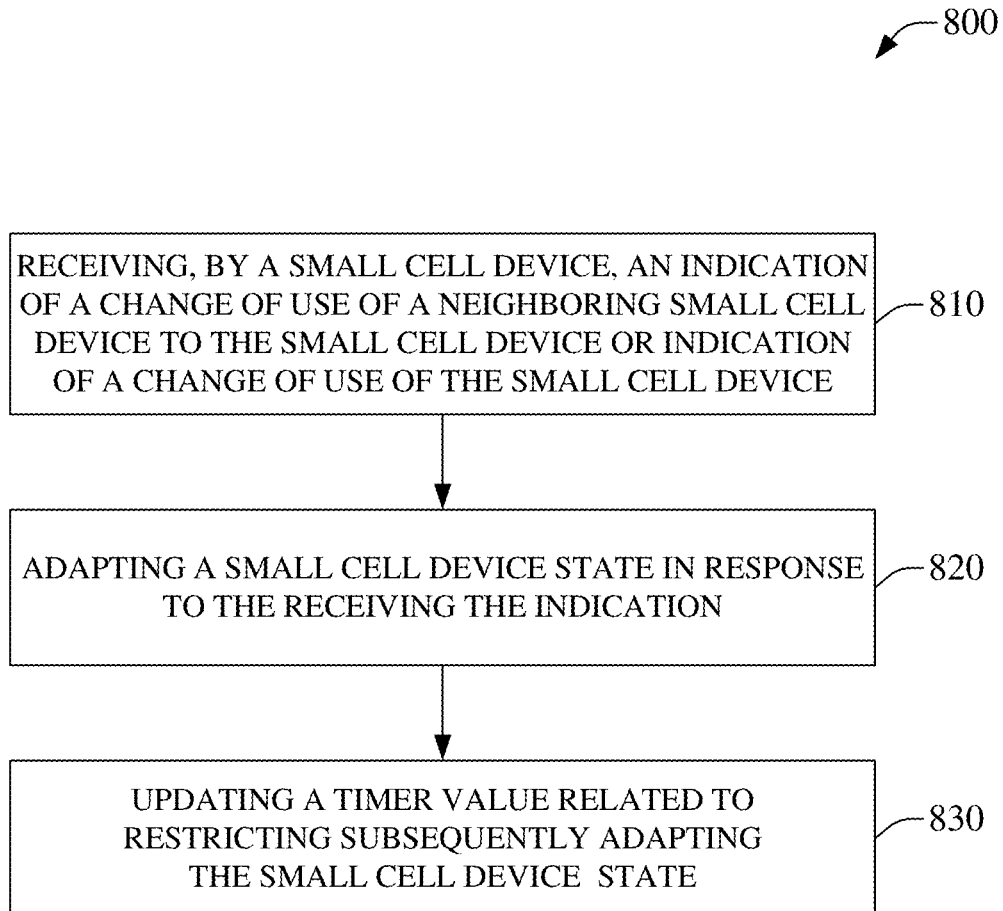 800
RECEIVING, BY A SMALL CELL DEVICE, AN INDICATION
OF A CHANGE OF USE OF A NEIGHBORING SMALL CELL
DEVICE TO THE SMALL CELL DEVICE OR INDICATION
OF A CHANGE OF USE OF THE SMALL CELL DEVICE
810
ADAPTING A SMALL CELL DEVICE STATE IN RESPONSE
TO THE RECEIVING THE INDICATION
820
UPDATING A TIMER VALUE RELATED TO
RESTRICTING SUBSEQUENTLY ADAPTING
THE SMALL CELL DEVICE STATE
830